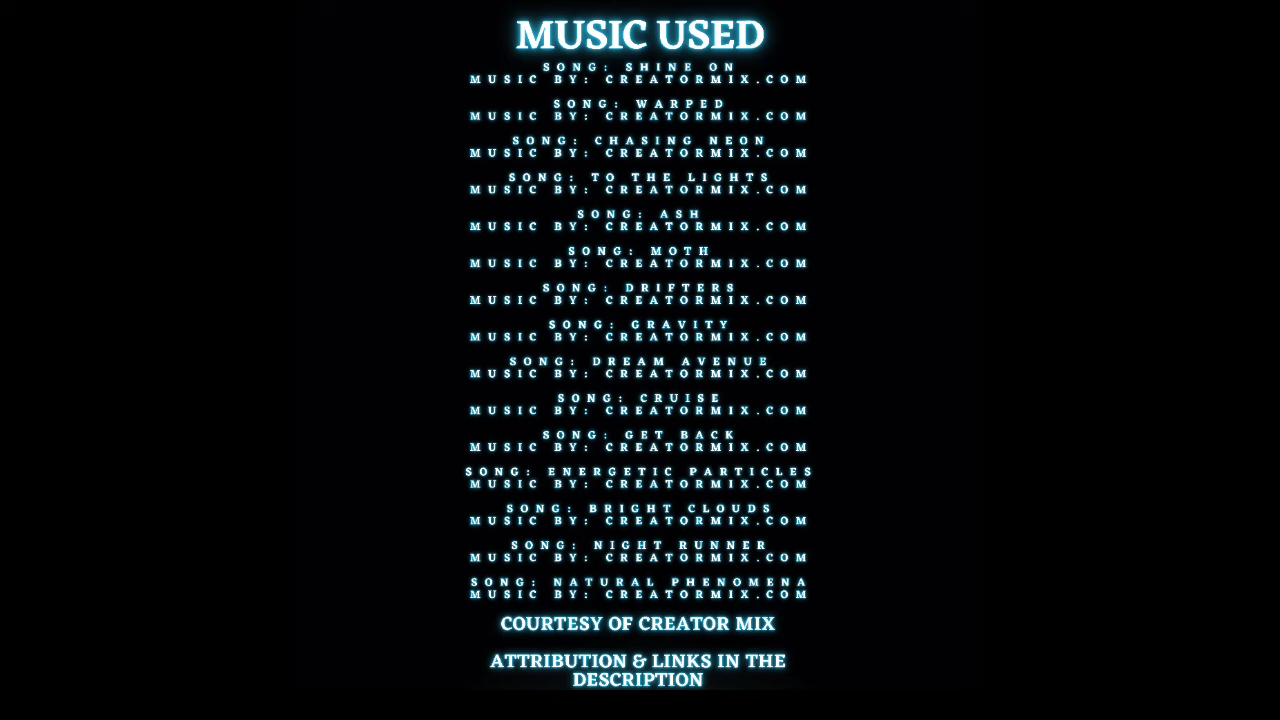 MUSIC USED
SONG: SHINE ON
MUSIC BY: CREATORMIX.COM
SONG: WARPED
MUSIC BY: CREATORMIX.COM
SONG: CHASING NEON
MUSIC BY: CREATORMIX.COM
SONG: TO THE LIGHTS
MUSIC BY: CREATORMIX.COM
SONG: ASH
MUSIC BY: CREATORMIX.COM
SONG: MOTH
MUSIC BY: CREATORMIX.COM
SONG: DRIFTERS
MUSIC BY: CREATORMIX.COM
SONG: GRAVITY
MUSIC BY: CREATORMIX.COM
SONG: DREAM AVENUE
MUSIC BY: CREATORMIX.COM
SONG: CRUISE
MUSIC BY: CREATORMIX.COM
SONG: GET BACK
MUSIC BY: CREATORMIX.COM
SONG: ENERGETIC PARTICLES
MUSIC BY: CREATORMIX.COM
SONG: BRIGHT CLOUDS
MUSIC BY: CREATORMIX.COM
SONG: NIGHT RUNNER
MUSIC BY: CREATORMIX.COM
SONG: NATURAL PHENOMENA
MUSIC BY: CREATORMIX.COM
COURTESY OF CREATOR MIX
ATTRIBUTION & LINKS IN THE
DESCRIPTION